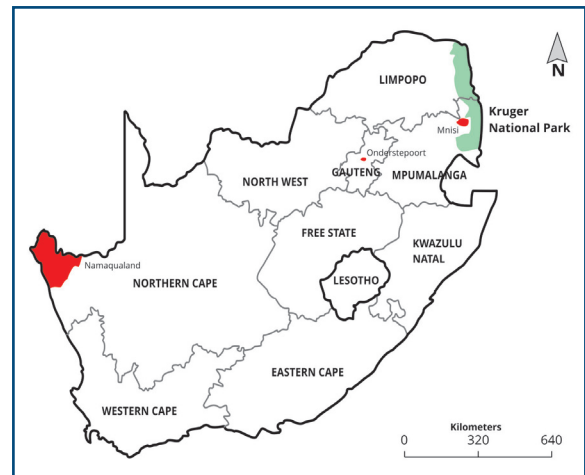 LIMPOPO
N
Kruger
National Park
Mnisi
Onderstepoort
GAUTENG
MPUMALANGA
NORTH WEST
FREE STATE
KWAZULU
NATAL
Namaqualand
NORTHERN CAPE
LESOTHO
EASTERN CAPE
WESTERN CAPE
Kilometers
0 320 640